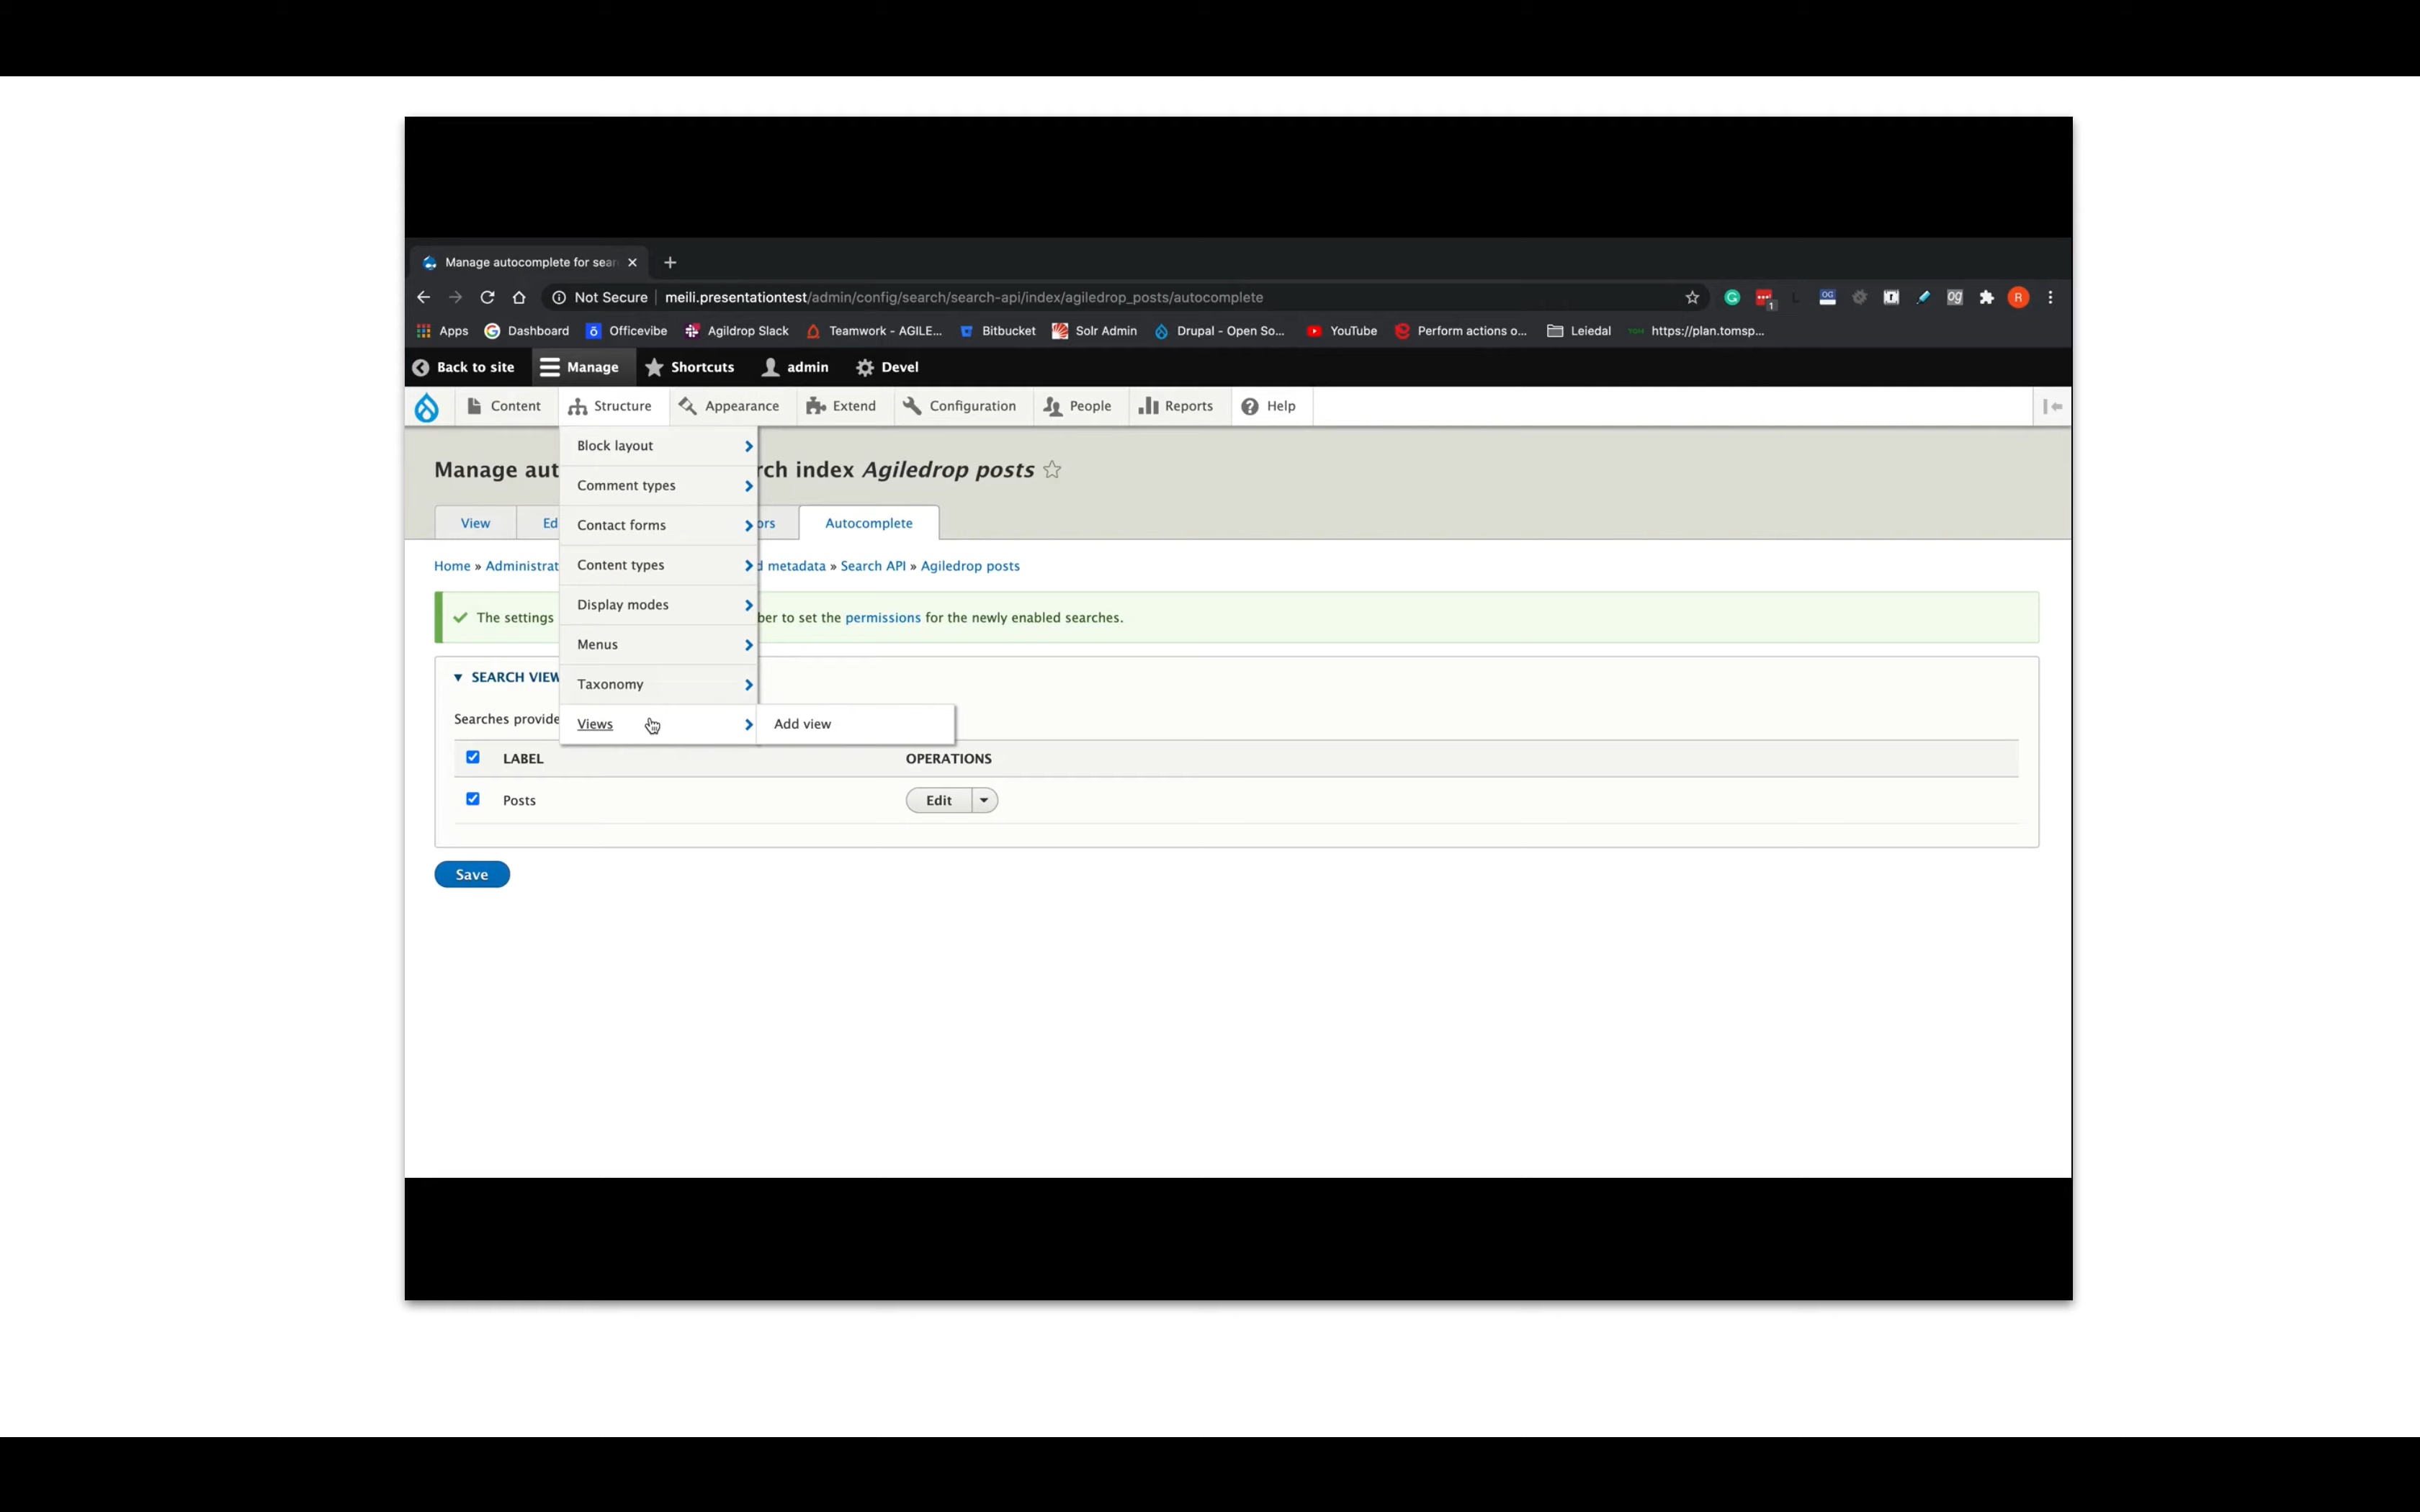 Manage autocomplete for sear
Not Secure meili.presentationtest/admin/config/search/search-api/index/agiledrop_posts/autocomplete
OG
og
R
1
Apps Dashboard Officevibe Agildrop Slack Teamwork - AGILE... Bitbucket Solr Admin Drupal - Open So... YouTube Perform actions o... Leiedal https://plan.tomsp...
Back to site Manage Shortcuts admin Devel
Content Structure Appearance Extend Configuration People Reports Help
Block layout
Manage aut rch index Agiledrop posts
Comment types
View Ed ors Autocomplete
Contact forms
Home » Administrat d metadata » Search API » Agiledrop posts
Content types
Display modes
The settings ber to set the permissions for the newly enabled searches.
Menus
SEARCH VIEW
Taxonomy
Searches provide
Views Add view
LABEL OPERATIONS
Posts Edit
Save